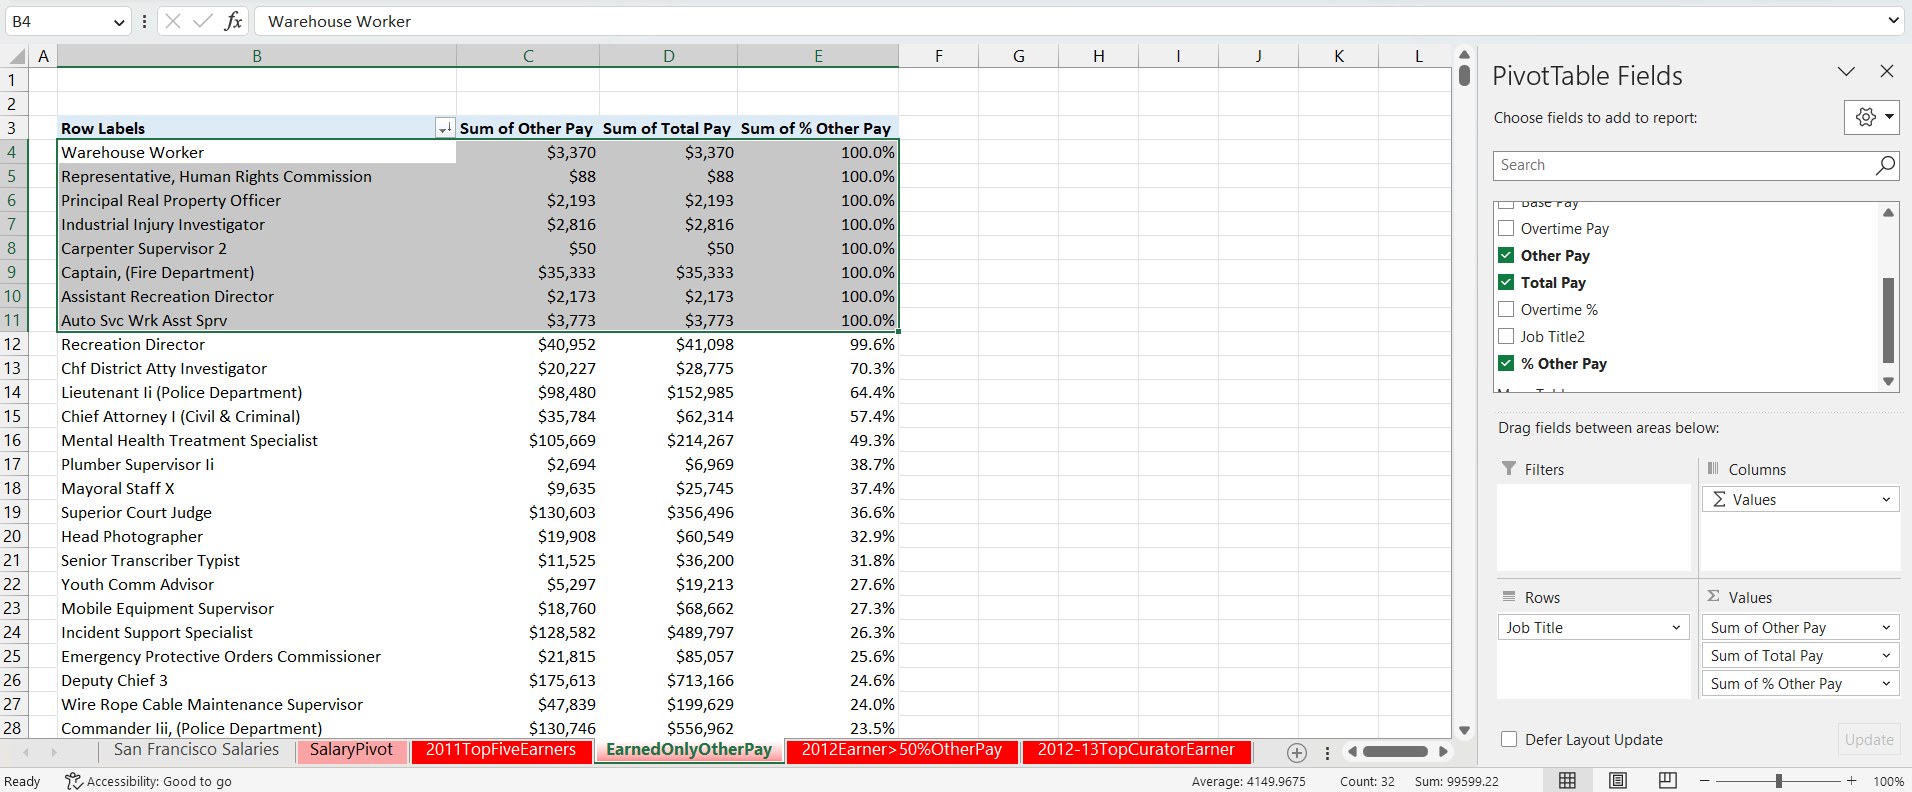 B4 fx Warehouse Worker
A B C D E F G H I J K L
1
2
3 Row Labels Sum of Other Pay Sum of Total Pay Sum of % Other Pay
4 Warehouse Worker $3,370 $3,370 100.0%
5 Representative, Human Rights Commission $88 $88 100.0%
6 Principal Real Property Officer $2,193 $2,193 100.0%
7 Industrial Injury Investigator $2,816 $2,816 100.0%
8 Carpenter Supervisor 2 $50 $50 100.0%
9 Captain, (Fire Department) $35,333 $35,333 100.0%
10 Assistant Recreation Director $2,173 $2,173 100.0%
11 Auto Svc Wrk Asst Sprv $3,773 $3,773 100.0%
12 Recreation Director $40,952 $41,098 99.6%
13 Chf District Atty Investigator $20,227 $28,775 70.3%
14 Lieutenant Ii (Police Department) $98,480 $152,985 64.4%
15 Chief Attorney I (Civil & Criminal) $35,784 $62,314 57.4%
16 Mental Health Treatment Specialist $105,669 $214,267 49.3%
17 Plumber Supervisor Ii $2,694 $6,969 38.7%
18 Mayoral Staff X $9,635 $25,745 37.4%
19 Superior Court Judge $130,603 $356,496 36.6%
20 Head Photographer $19,908 $60,549 32.9%
21 Senior Transcriber Typist $11,525 $36,200 31.8%
22 Youth Comm Advisor $5,297 $19,213 27.6%
23 Mobile Equipment Supervisor $18,760 $68,662 27.3%
24 Incident Support Specialist $128,582 $489,797 26.3%
25 Emergency Protective Orders Commissioner $21,815 $85,057 25.6%
26 Deputy Chief 3 $175,613 $713,166 24.6%
27 Wire Rope Cable Maintenance Supervisor $47,839 $199,629 24.0%
28 Commander Iii, (Police Department) $130,746 $556,962 23.5%
San Francisco Salaries SalaryPivot 2011TopFiveEarners EarnedOnlyOtherPay 2012Earner>50%OtherPay 2012-13TopCuratorEarner
Ready Accessibility: Good to go Average: 4149.9675 Count: 32 Sum: 99599.22 100%
PivotTable Fields
Choose fields to add to report:
Search
Base Pay
Overtime Pay
Other Pay
Total Pay
Overtime %
Job Title2
% Other Pay
Drag fields between areas below:
Filters
Columns
Σ Values
Rows
Job Title
Σ Values
Sum of Other Pay
Sum of Total Pay
Sum of % Other Pay
Defer Layout Update
Update